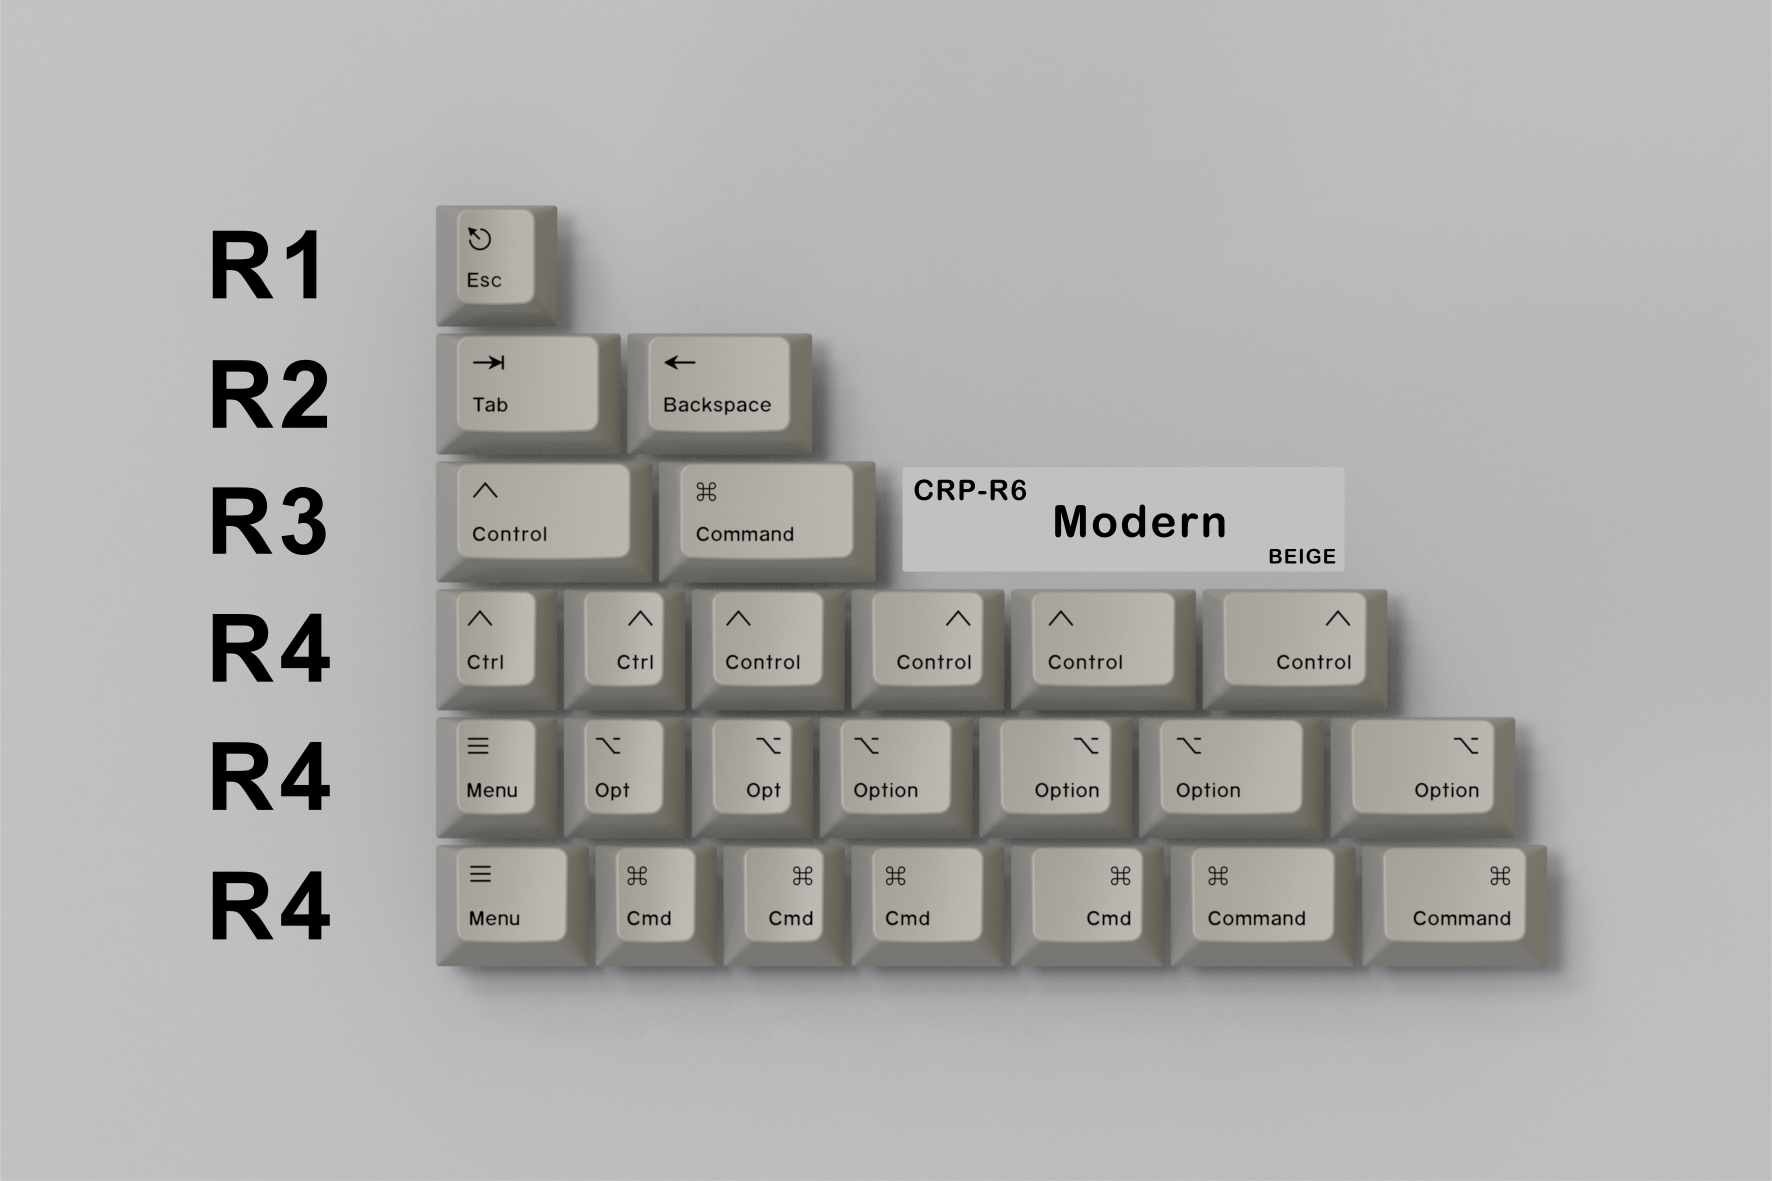 R1
Esc
R2
Tab
Backspace
R3
Control
⌘
Command
CRP-R6
Modern
BEIGE
R4
Ctrl
Ctrl
Control
Control
Control
Control
R4
Menu
Opt
Opt
Option
Option
Option
Option
R4
Menu
Cmd
Cmd
Cmd
Cmd
Command
Command